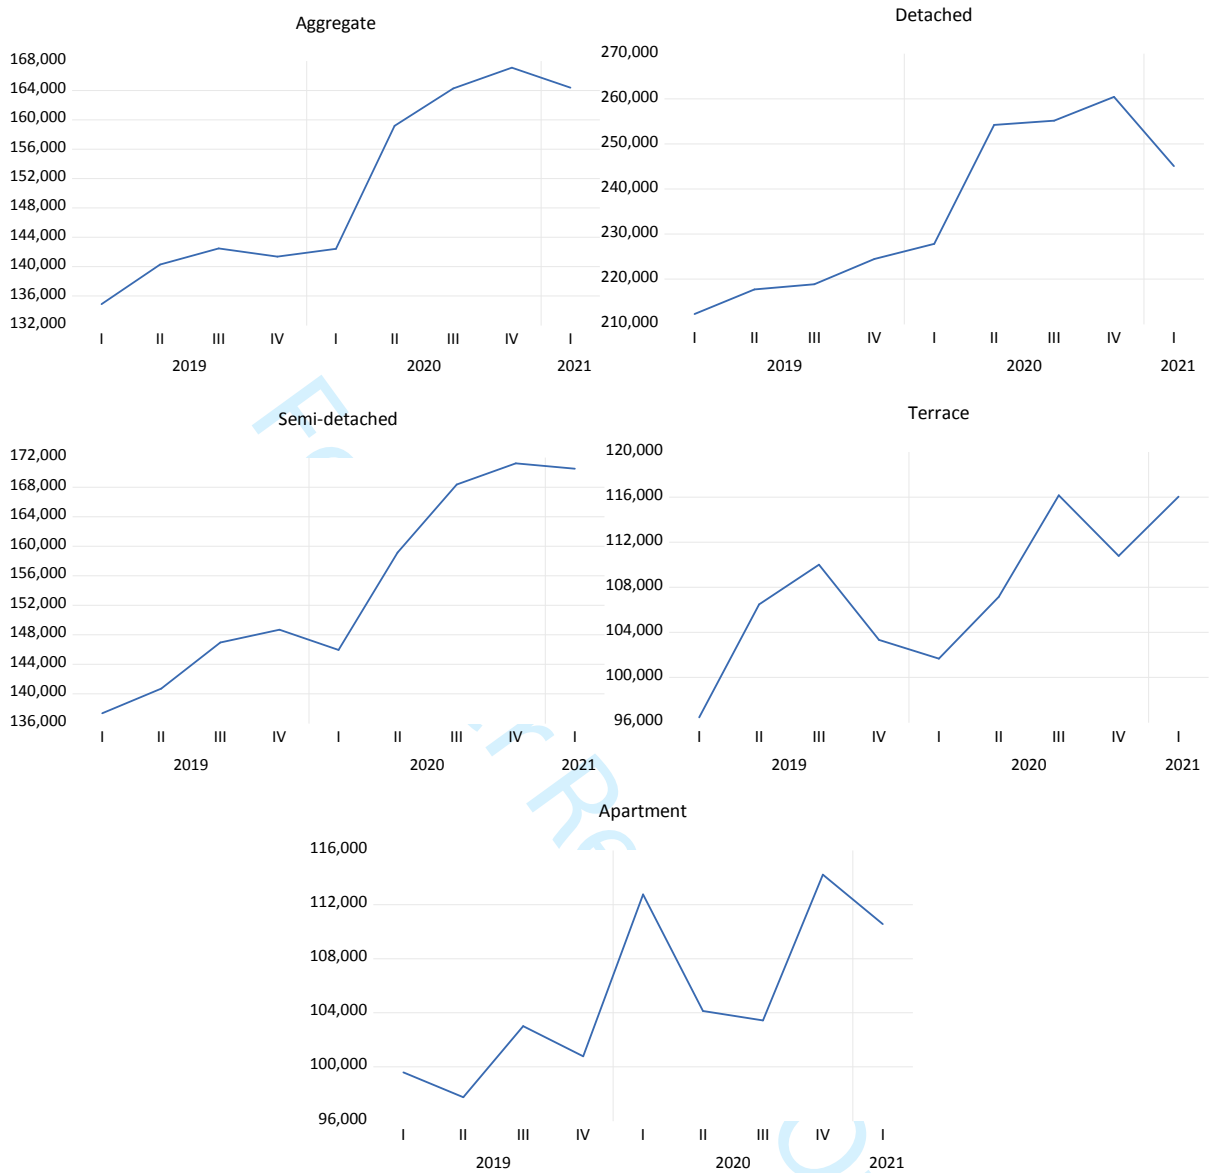 Aggregate
168,000
164,000
160,000
156,000
152,000
148,000
144,000
140,000
136,000
132,000
I II III IV I II III IV I
2019 2020 2021
Detached
270,000
260,000
250,000
240,000
230,000
220,000
210,000
I II III IV I II III IV I
2019 2020 2021
Semi-detached
172,000
168,000
164,000
160,000
156,000
152,000
148,000
144,000
140,000
136,000
I II III IV I II III IV I
2019 2020 2021
Terrace
120,000
116,000
112,000
108,000
104,000
100,000
96,000
I II III IV I II III IV I
2019 2020 2021
Apartment
116,000
112,000
108,000
104,000
100,000
96,000
I II III IV I II III IV I
2019 2020 2021